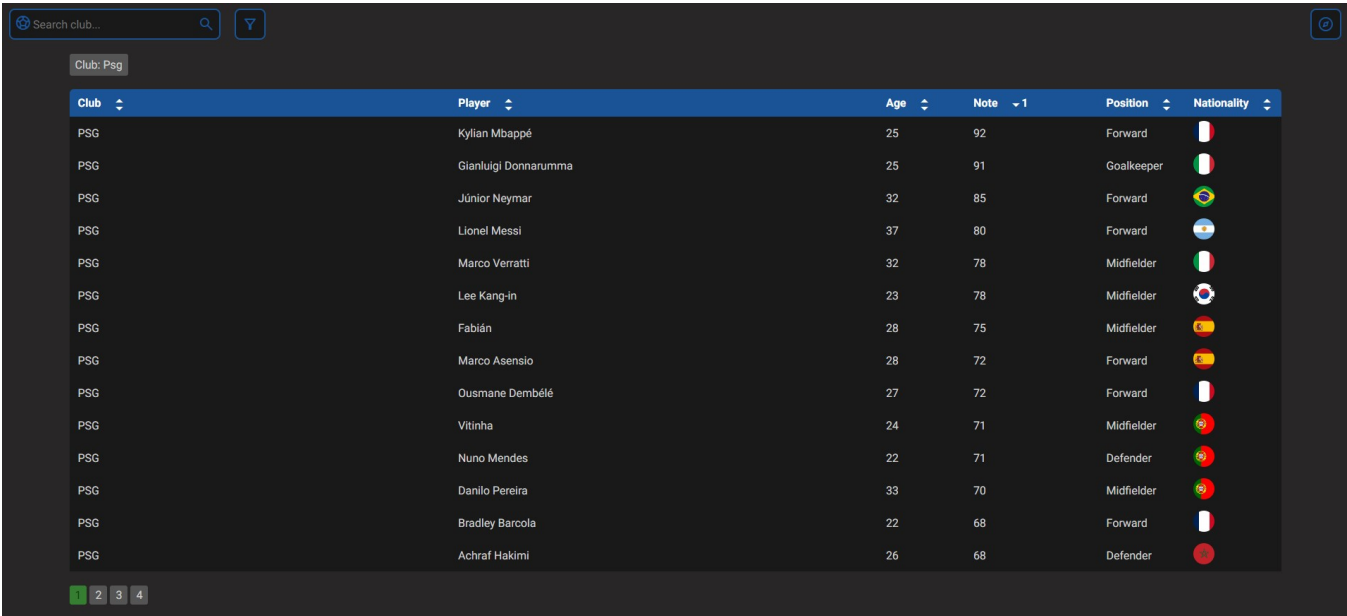 Search club...
Club: Psg
Club Player Age Note 1 Position Nationality
PSG Kylian Mbappé 25 92 Forward
PSG Gianluigi Donnarumma 25 91 Goalkeeper
PSG Júnior Neymar 32 85 Forward
PSG Lionel Messi 37 80 Forward
PSG Marco Verratti 32 78 Midfielder
PSG Lee Kang-in 23 78 Midfielder
PSG Fabián 28 75 Midfielder
PSG Marco Asensio 28 72 Forward
PSG Ousmane Dembélé 27 72 Forward
PSG Vitinha 24 71 Midfielder
PSG Nuno Mendes 22 71 Defender
PSG Danilo Pereira 33 70 Midfielder
PSG Bradley Barcola 22 68 Forward
PSG Achraf Hakimi 26 68 Defender
1 2 3 4